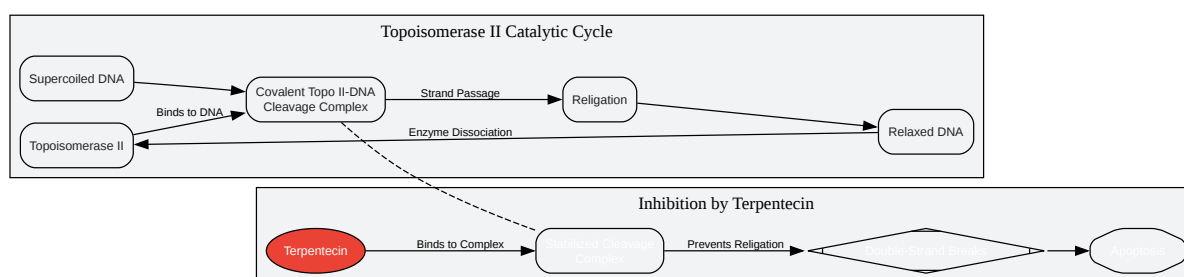 Topoisomerase II Catalytic Cycle
Supercoiled DNA
Covalent Topo II-DNA
Cleavage Complex
Strand Passage
Religation
Binds to DNA
Topoisomerase II
Enzyme Dissociation
Relaxed DNA
Inhibition by Terpentecin
Terpentecin
Binds to Complex
Stabilized Cleavage
Complex
Prevents Religation
Double-Strand Breaks
Apoptosis